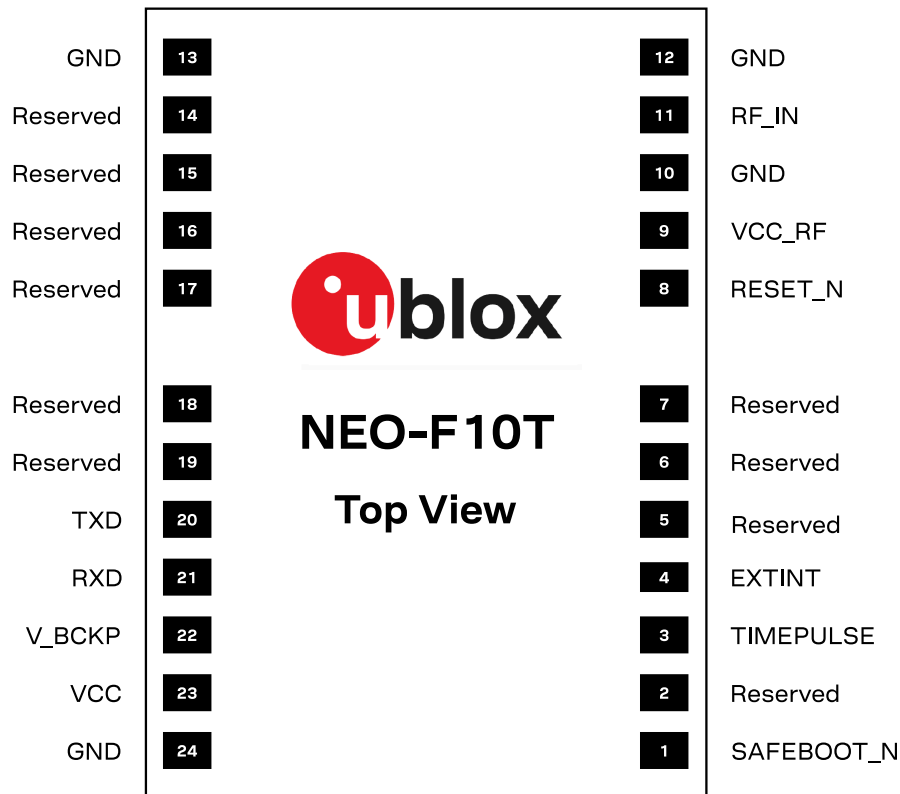 GND 13 12 GND
Reserved 14 11 RF_IN
Reserved 15 10 GND
Reserved 16 9 VCC_RF
Reserved 17 8 RESET_N
ublox
Reserved 18 7 Reserved
NEO-F10T
Reserved 19 6 Reserved
TXD 20 Top View 5 Reserved
RXD 21 4 EXTINT
V_BCKP 22 3 TIMEPULSE
VCC 23 2 Reserved
GND 24 1 SAFEBOOT_N